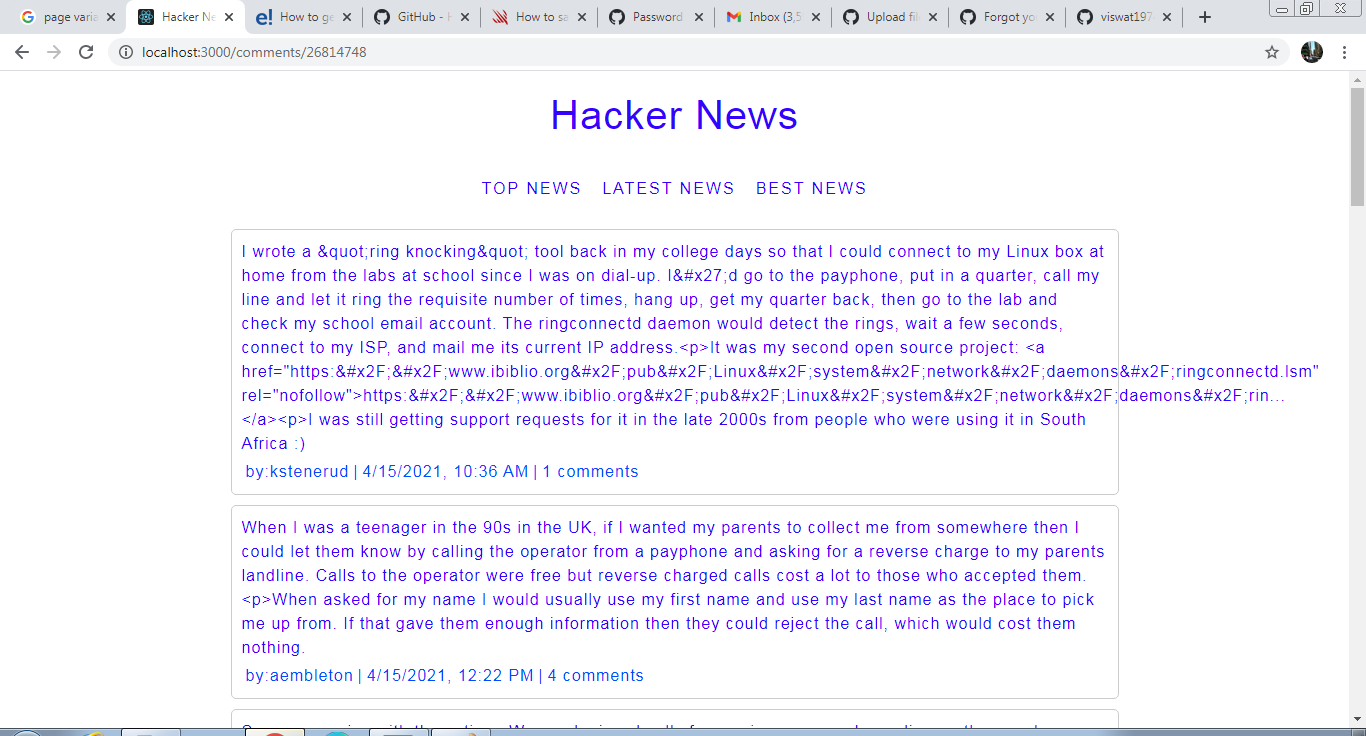 page varia
Hacker Ne
How to ge
GitHub - H
How to sa
Password
Inbox (3,5
Upload fil
Forgot yo
viswat197
localhost:3000/comments/26814748
Hacker News
TOP NEWS LATEST NEWS BEST NEWS
I wrote a &quot;ring knocking&quot; tool back in my college days so that I could connect to my Linux box at
home from the labs at school since I was on dial-up. I&#x27;d go to the payphone, put in a quarter, call my
line and let it ring the requisite number of times, hang up, get my quarter back, then go to the lab and
check my school email account. The ringconnectd daemon would detect the rings, wait a few seconds,
connect to my ISP, and mail me its current IP address.<p>It was my second open source project: <a
href="https:&#x2F;&#x2F;www.ibiblio.org&#x2F;pub&#x2F;Linux&#x2F;system&#x2F;network&#x2F;daemons&#x2F;ringconnectd.lsm"
rel="nofollow">https:&#x2F;&#x2F;www.ibiblio.org&#x2F;pub&#x2F;Linux&#x2F;system&#x2F;network&#x2F;daemons&#x2F;rin...
</a><p>I was still getting support requests for it in the late 2000s from people who were using it in South
Africa :)
by:kstenerud | 4/15/2021, 10:36 AM | 1 comments
When I was a teenager in the 90s in the UK, if I wanted my parents to collect me from somewhere then I
could let them know by calling the operator from a payphone and asking for a reverse charge to my parents
landline. Calls to the operator were free but reverse charged calls cost a lot to those who accepted them.
<p>When asked for my name I would usually use my first name and use my last name as the place to pick
me up from. If that gave them enough information then they could reject the call, which would cost them
nothing.
by:aembleton | 4/15/2021, 12:22 PM | 4 comments